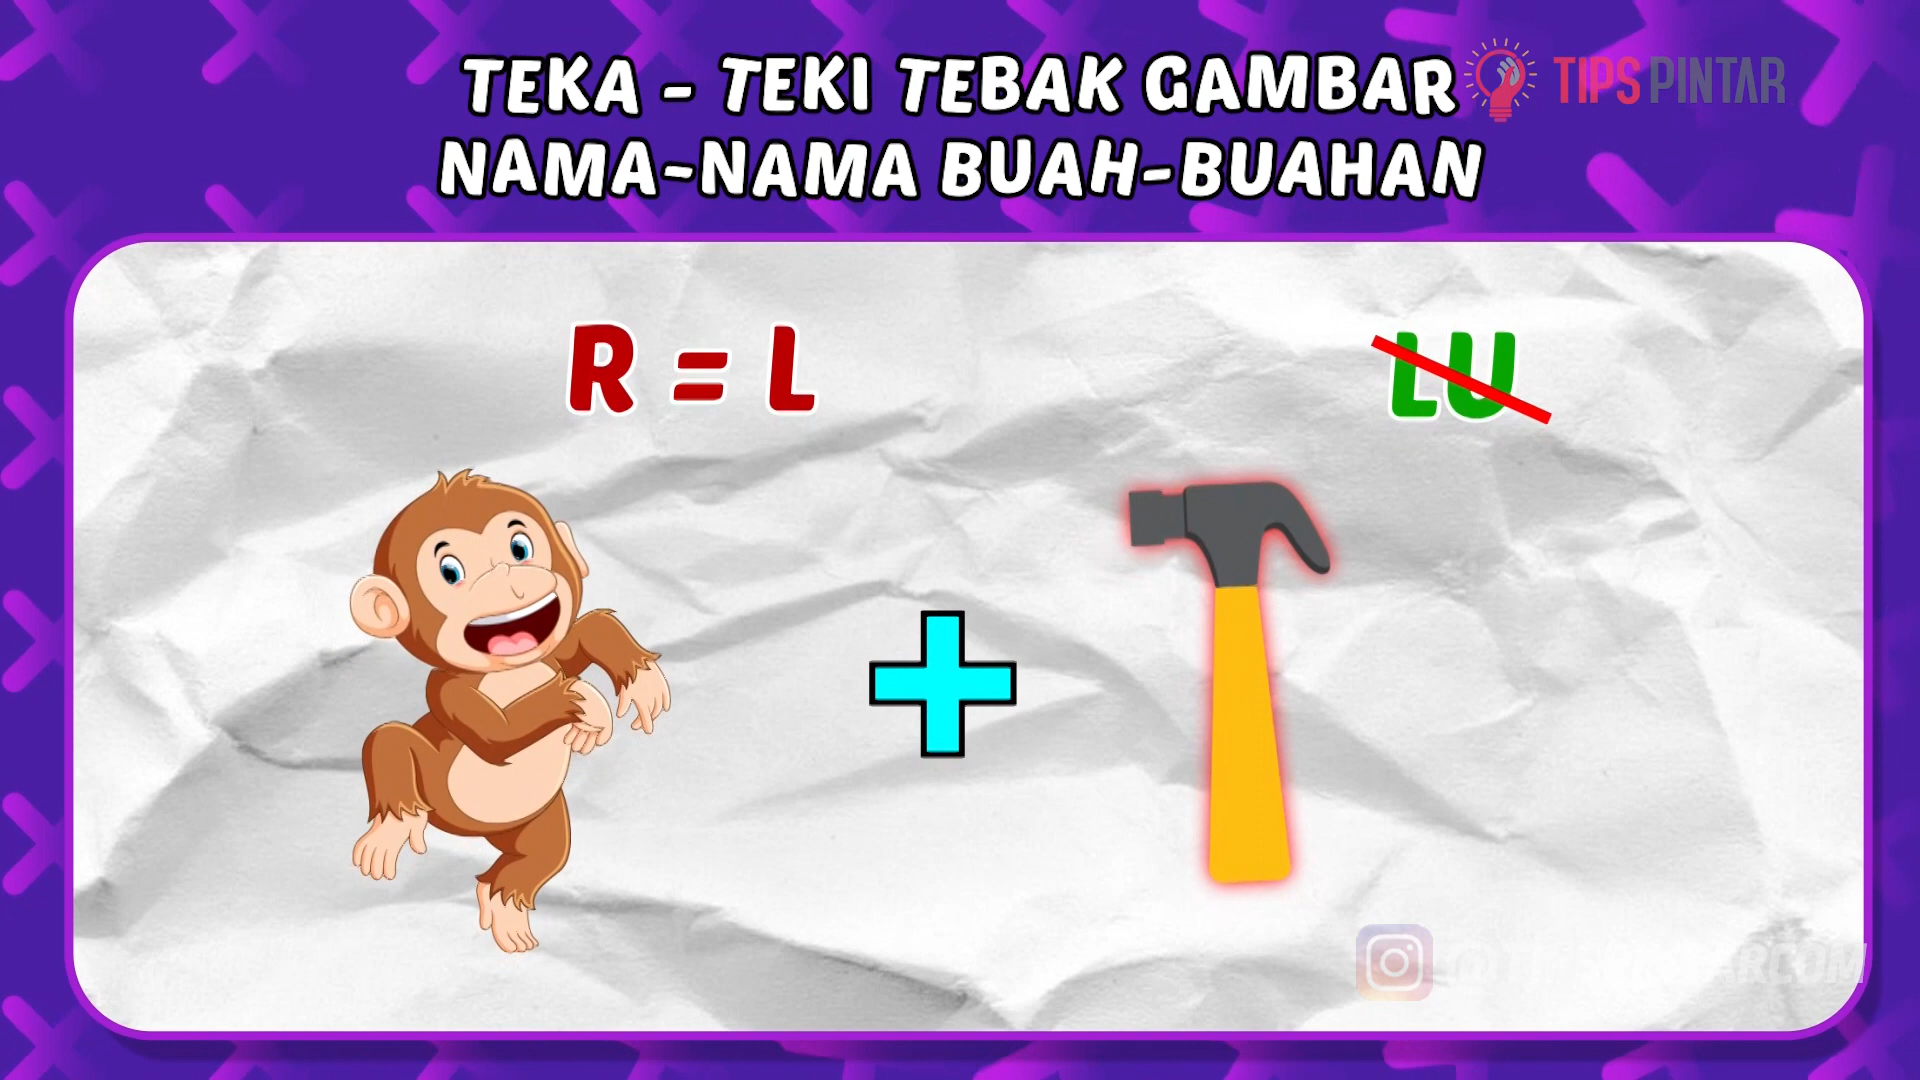 TEKA - TEKI TEBAK GAMBAR
TIPS PINTAR
NAMA-NAMA BUAH-BUAHAN
R = L
LU